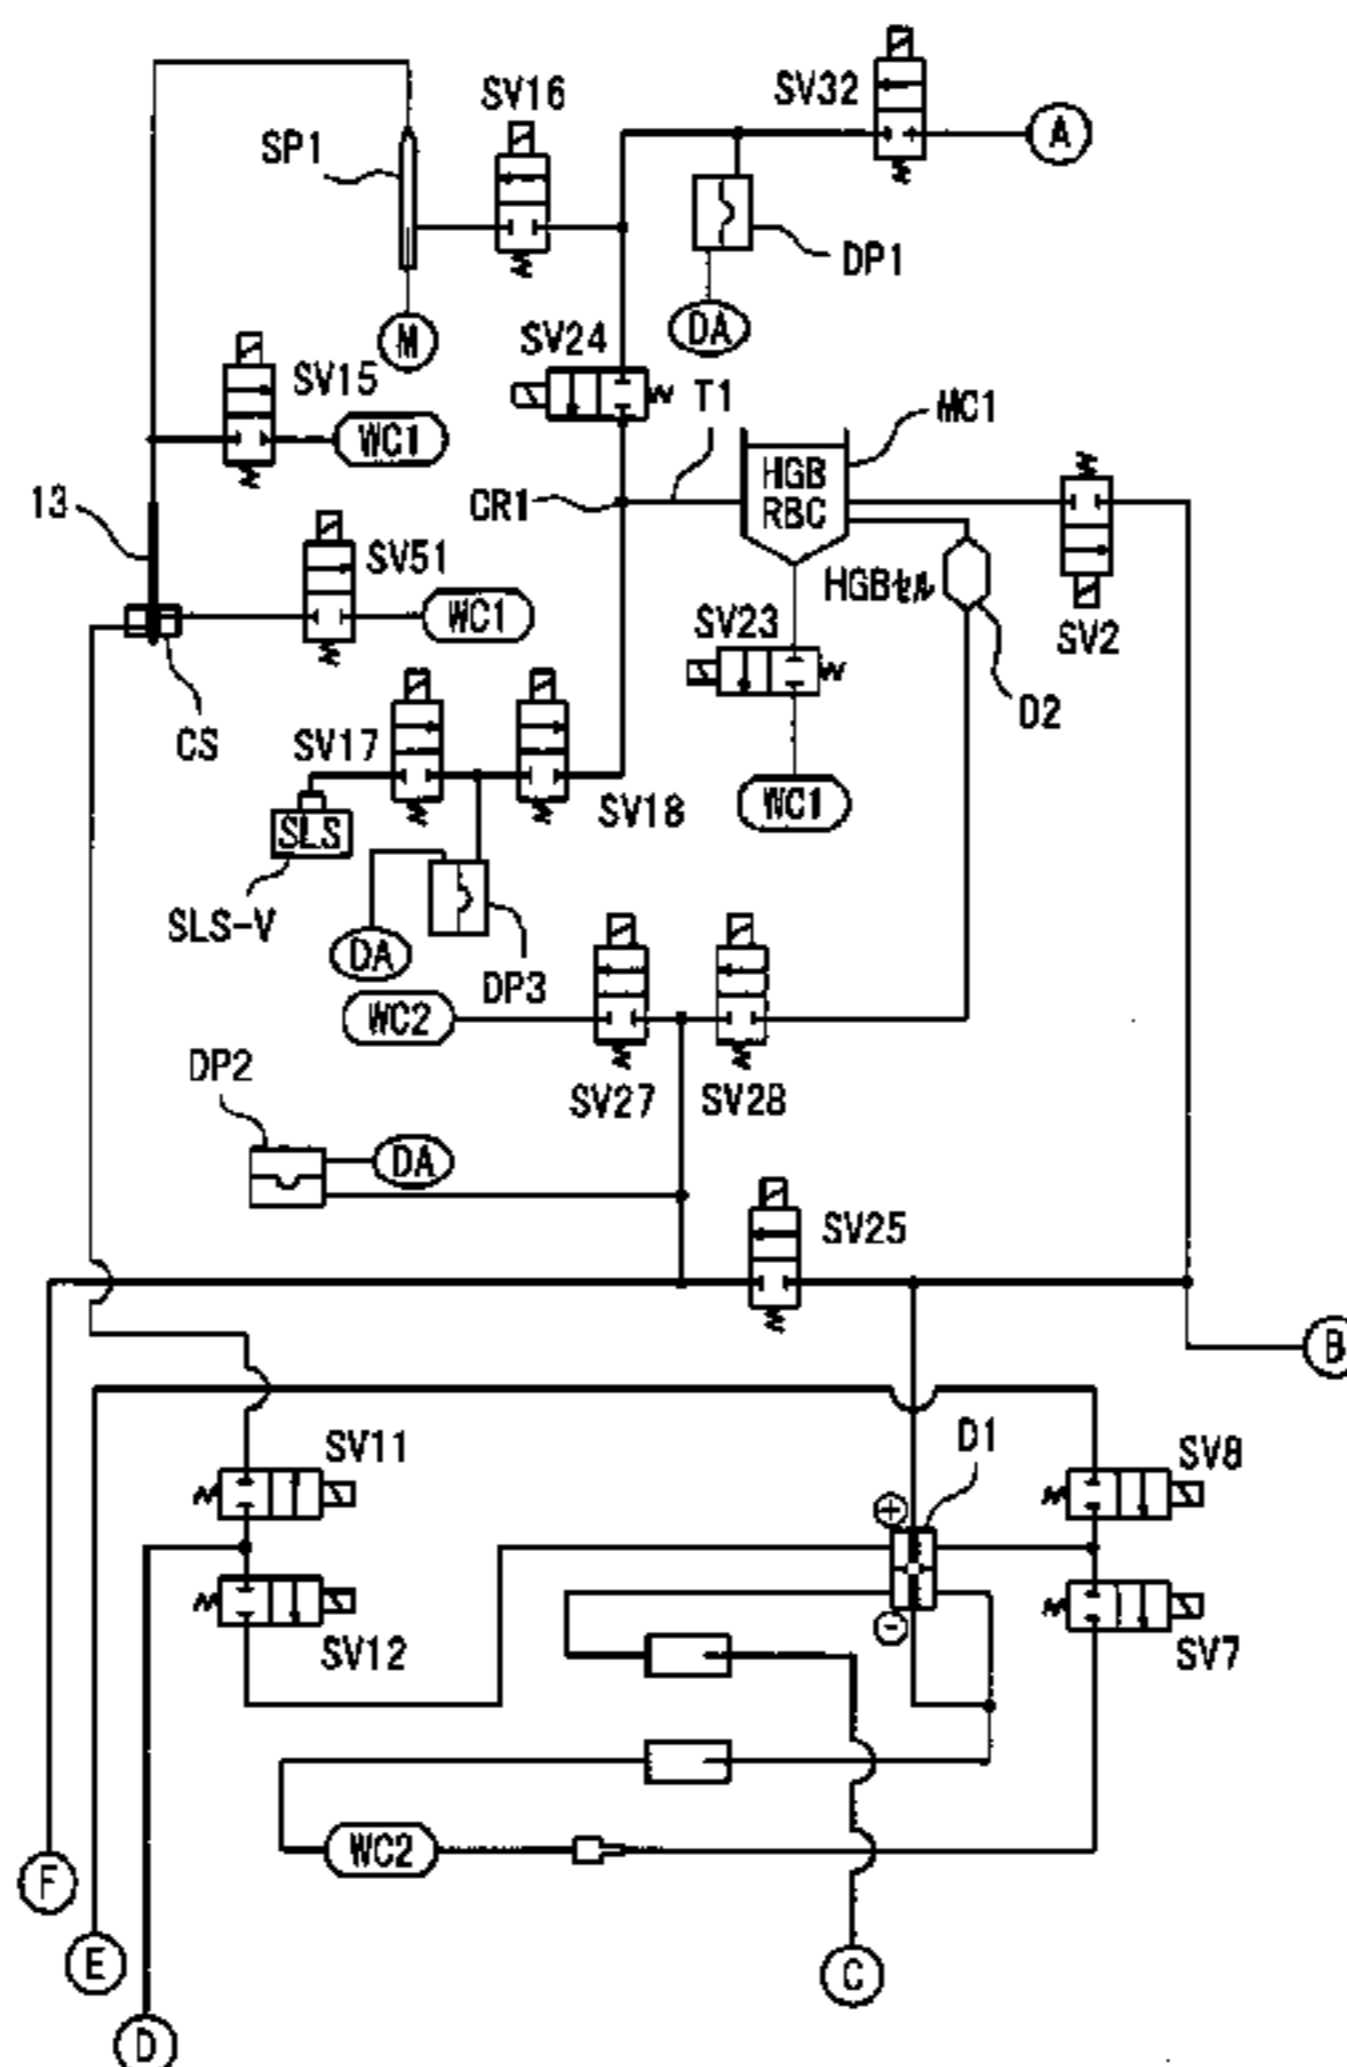 SV32
SV16
A
SP1
DP1
M
DA
SV24
SV15
T1
MC1
WC1
HGB
RBC
13
CR1
SV51
HGBセル
WC1
SV23
SV2
D2
CS
SV17
WC1
SV18
SLS
SLS-V
DA
DP3
WC2
DP2
SV27
SV28
DA
SV25
B
D1
SV11
SV8
+
-
SV12
SV7
WC2
F
E
C
D